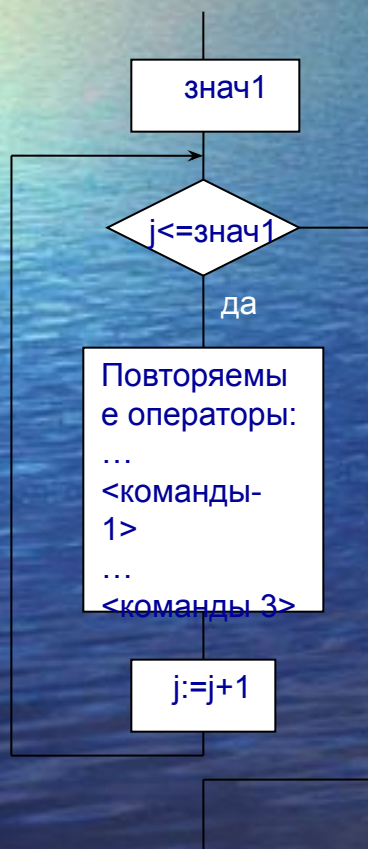 знач1
j<=знач1
да
Повторяемы
е операторы:
…
<команды-
1>
…
<команды 3>
j:=j+1